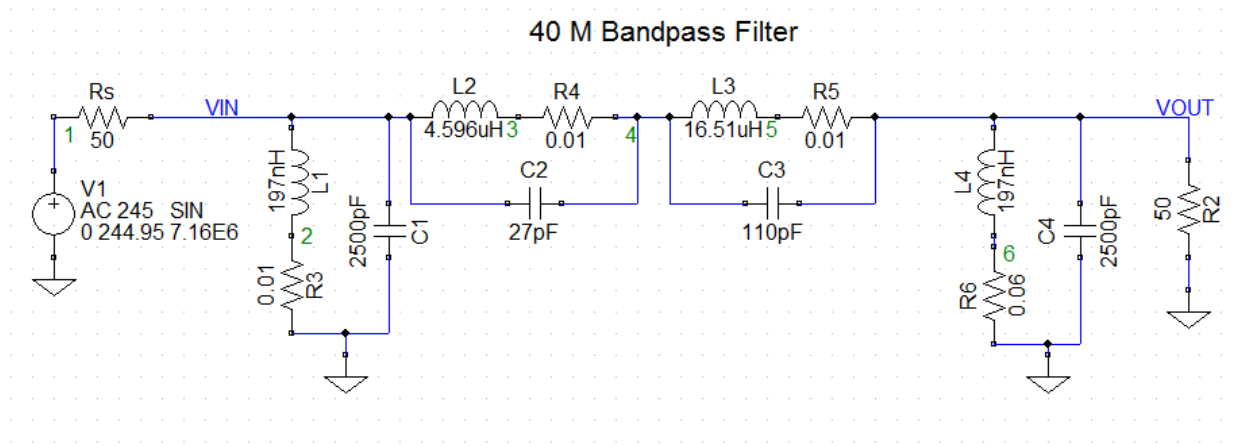 40 M Bandpass Filter
Rs
VIN
L2
R4
L3
R5
VOUT
1
50
4.596uH
3
0.01
4
16.51uH
5
0.01
V1
AC 245 SIN
0 244.95 7.16E6
197nH
L1
2
0.01
R3
2500pF
C1
C2
27pF
C3
110pF
L4
197nH
6
R6
0.06
C4
2500pF
50
R2